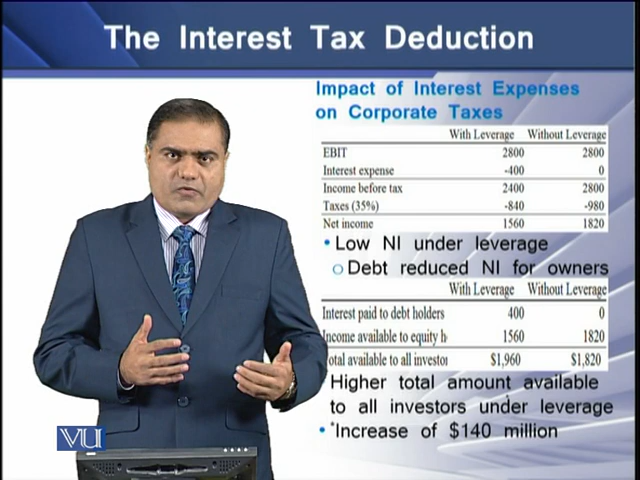 The Interest Tax Deduction
Impact of Interest Expenses
on Corporate Taxes
With Leverage Without Leverage
EBIT 2800 2800
Interest expense -400 0
Income before tax 2400 2800
Taxes (35%) -840 -980
Net income 1560 1820
• Low NI under leverage
○ Debt reduced NI for owners
With Leverage Without Leverage
Interest paid to debt holders 400 0
Income available to equity h 1560 1820
Total available to all investor $1,960 $1,820
Higher total amount available
to all investors under leverage
• *Increase of $140 million
VU